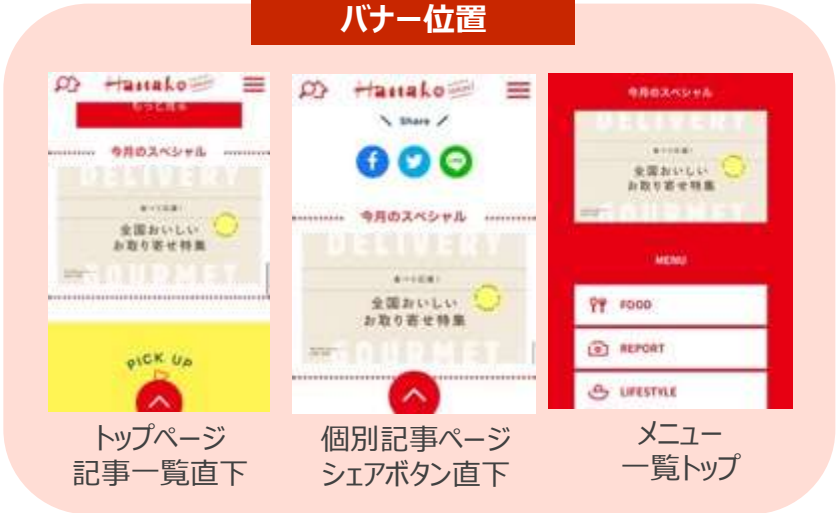 バナー位置
Hanako
もっと見る
今月のスペシャル
DELIVERY
全国おいしい
お取り寄せ特集
GOURMET
PICK UP
トップページ
記事一覧直下
Hanako
Share
今月のスペシャル
DELIVERY
全国おいしい
お取り寄せ特集
GOURMET
個別記事ページ
シェアボタン直下
今月のスペシャル
DELIVERY
全国おいしい
お取り寄せ特集
GOURMET
MENU
FOOD
REPORT
LIFESTYLE
メニュー
一覧トップ